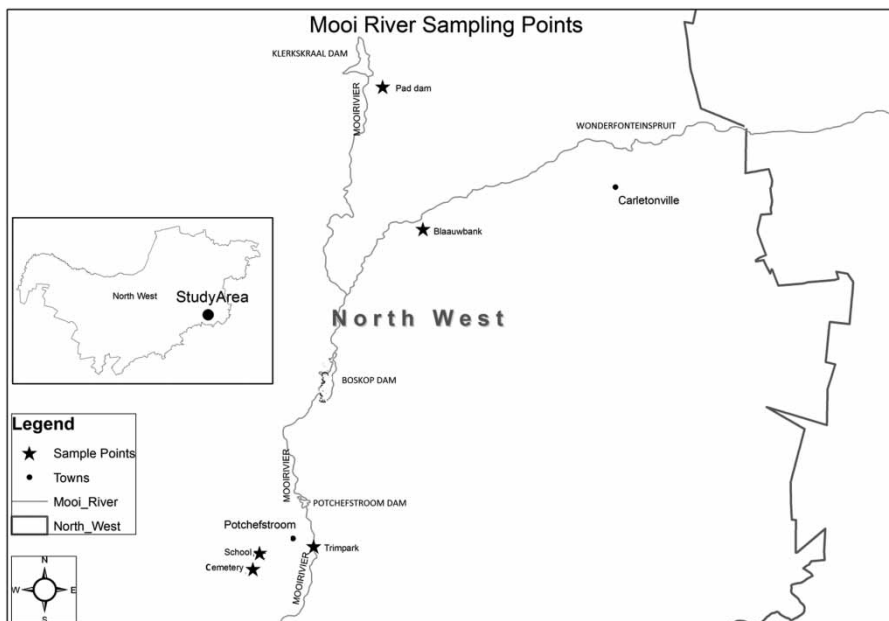 Mooi River Sampling Points
KLERKSKRAAL DAM
Pad dam
MOOIRIVIER
WONDERFONTEINSPRUIT
Carletonville
Blaauwbank
North West
StudyArea
North West
BOSKOP DAM
Legend
Sample Points
Towns
Mooi_River
North_West
MOOIRIVIER
POTCHEFSTROOM DAM
Potchefstroom
School
Trimpark
Cemetery
MOOIRIVIER
N
W
E
S